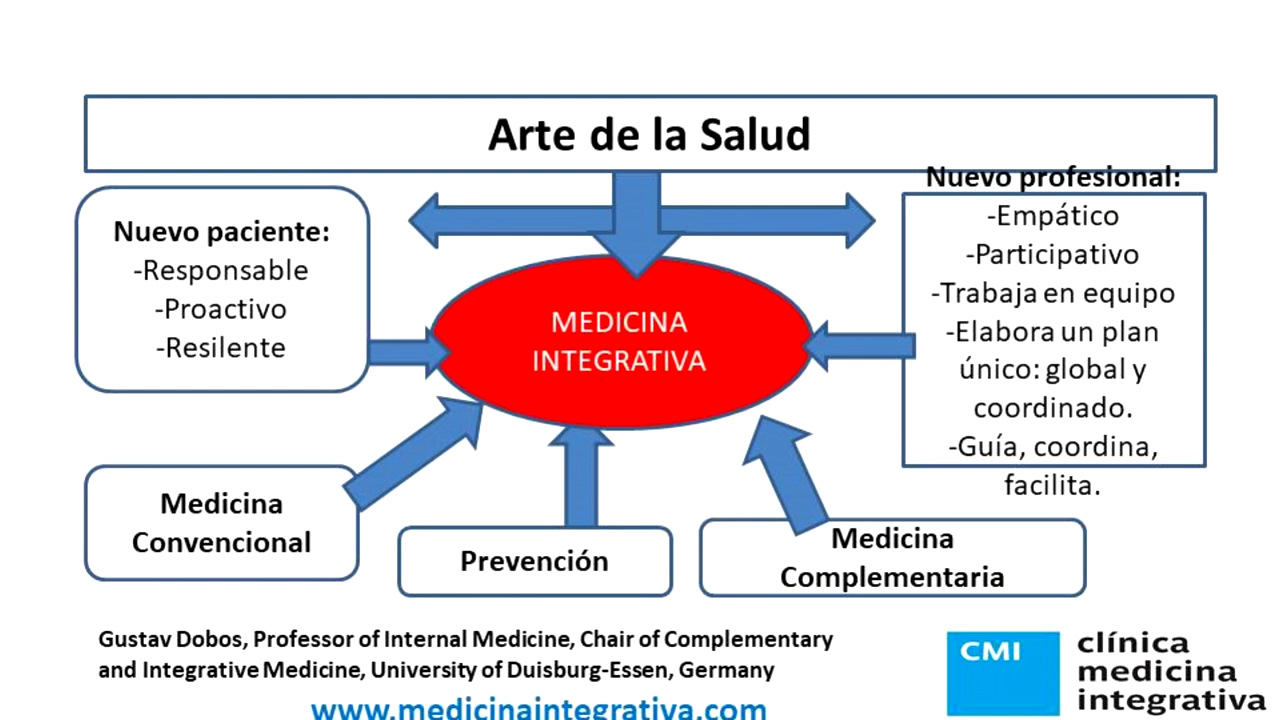 Arte de la Salud
Nuevo paciente:
-Responsable
-Proactivo
-Resilente
MEDICINA
INTEGRATIVA
Nuevo profesional:
-Empático
-Participativo
-Trabaja en equipo
-Elabora un plan
único: global y
coordinado.
-Guía, coordina,
facilita.
Medicina
Convencional
Prevención
Medicina
Complementaria
Gustav Dobos, Professor of Internal Medicine, Chair of Complementary
and Integrative Medicine, University of Duisburg-Essen, Germany
www.medicinaintegrativa.com
CMI
clínica
medicina
integrativa